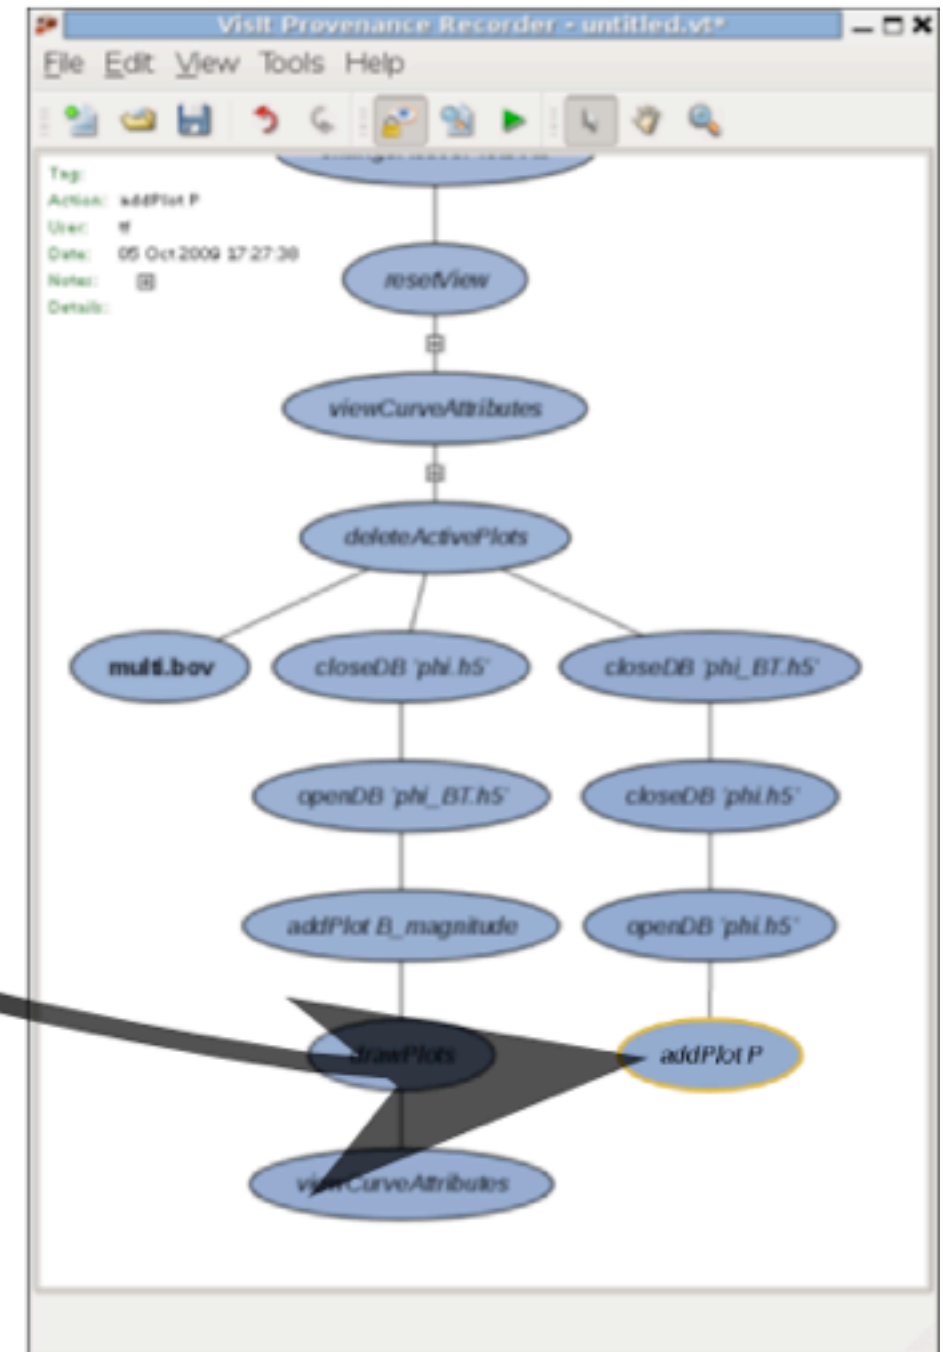 VisIt Provenance Recorder - untitled.vt*
File Edit View Tools Help
Tag:
Action: addPlot P
User: tf
Date: 05 Oct 2009 17:27:38
Notes:
Details:
resetView
viewCurveAttributes
deleteActivePlots
multi.bov closeDB 'phi.h5' closeDB 'phi_BT.h5'
openDB 'phi_BT.h5' closeDB 'phi.h5'
addPlot B_magnitude openDB 'phi.h5'
drawPlots addPlot P
viewCurveAttributes